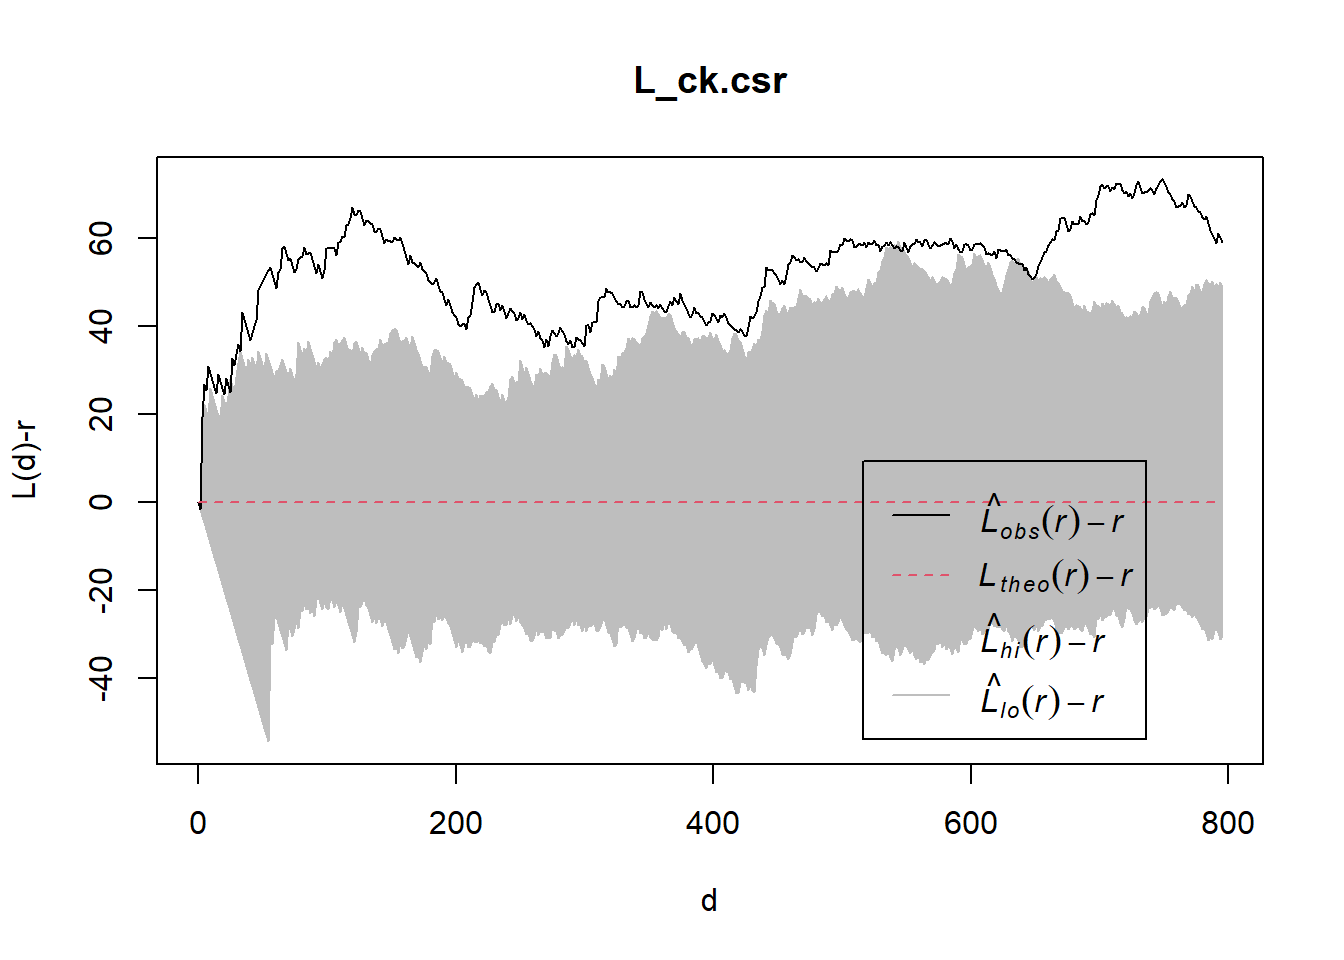 L_ck.csr
L(d)-r
60
40
20
0
-20
-40
0 200 400 600 800
d
L̂obs(r) – r
Ltheo(r) – r
L̂hi(r) – r
L̂lo(r) – r